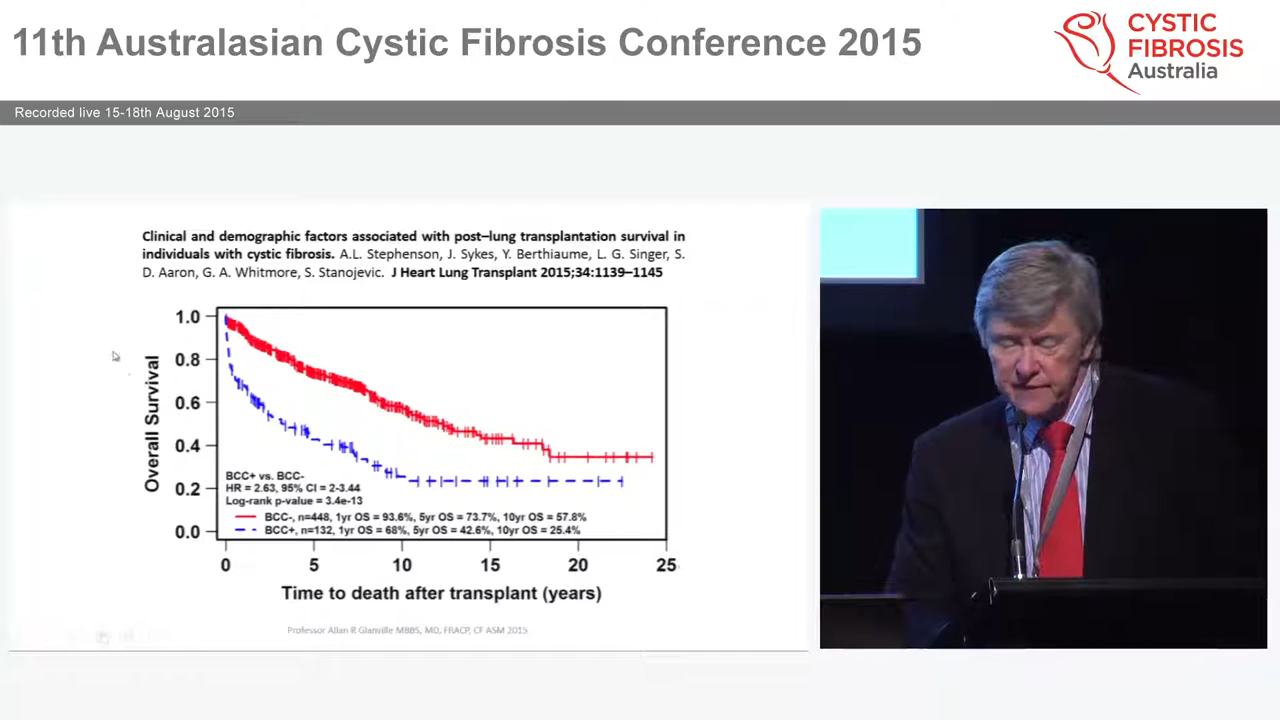 11th Australasian Cystic Fibrosis Conference 2015
CYSTIC
FIBROSIS
Australia
Recorded live 15-18th August 2015
Clinical and demographic factors associated with post–lung transplantation survival in
individuals with cystic fibrosis. A.L. Stephenson, J. Sykes, Y. Berthiaume, L. G. Singer, S.
D. Aaron, G. A. Whitmore, S. Stanojevic. J Heart Lung Transplant 2015;34:1139–1145
Overall Survival
1.0
0.8
0.6
0.4
0.2
0.0
BCC+ vs. BCC-
HR = 2.63, 95% CI = 2-3.44
Log-rank p-value = 3.4e-13
BCC-, n=448, 1yr OS = 93.6%, 5yr OS = 73.7%, 10yr OS = 57.8%
BCC+, n=132, 1yr OS = 68%, 5yr OS = 42.6%, 10yr OS = 25.4%
0 5 10 15 20 25
Time to death after transplant (years)
Professor Allan R Glanville MBBS, MD, FRACP, CF ASM 2015